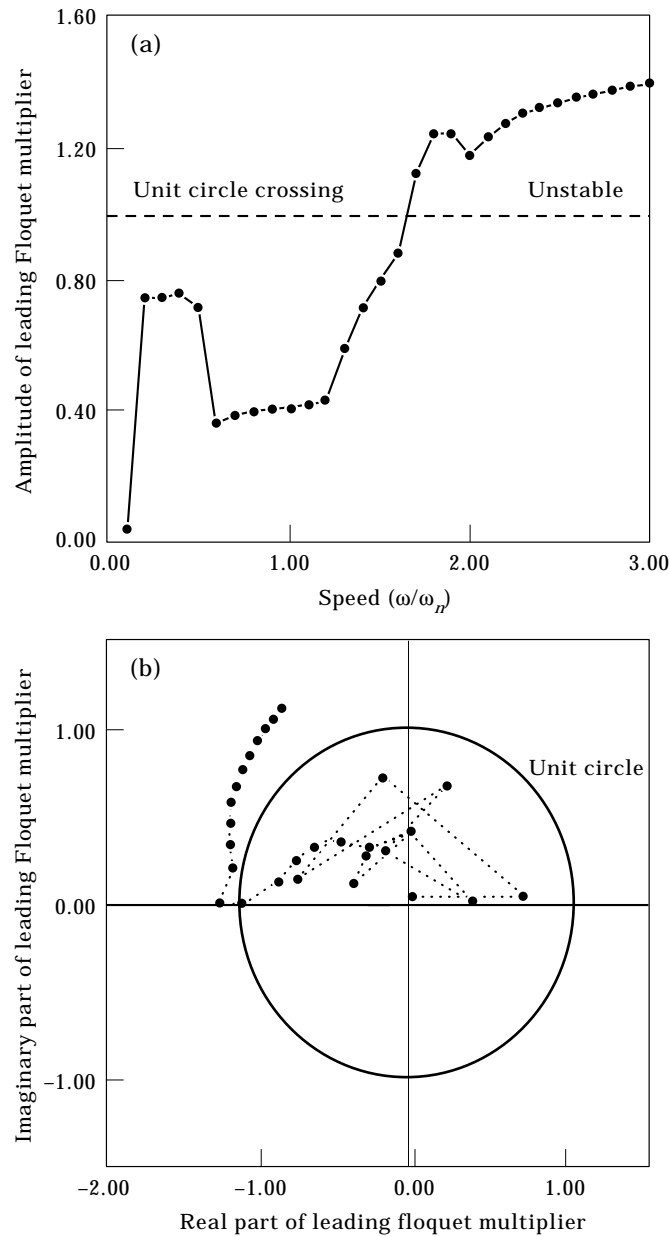 1.60
(a)
1.20
Unit circle crossing
Unstable
0.80
0.40
0.00
0.00
1.00
2.00
3.00
Amplitude of leading Floquet multiplier
Speed (ω/ωn)
(b)
1.00
Unit circle
0.00
–1.00
–2.00
–1.00
0.00
1.00
Imaginary part of leading Floquet multiplier
Real part of leading floquet multiplier